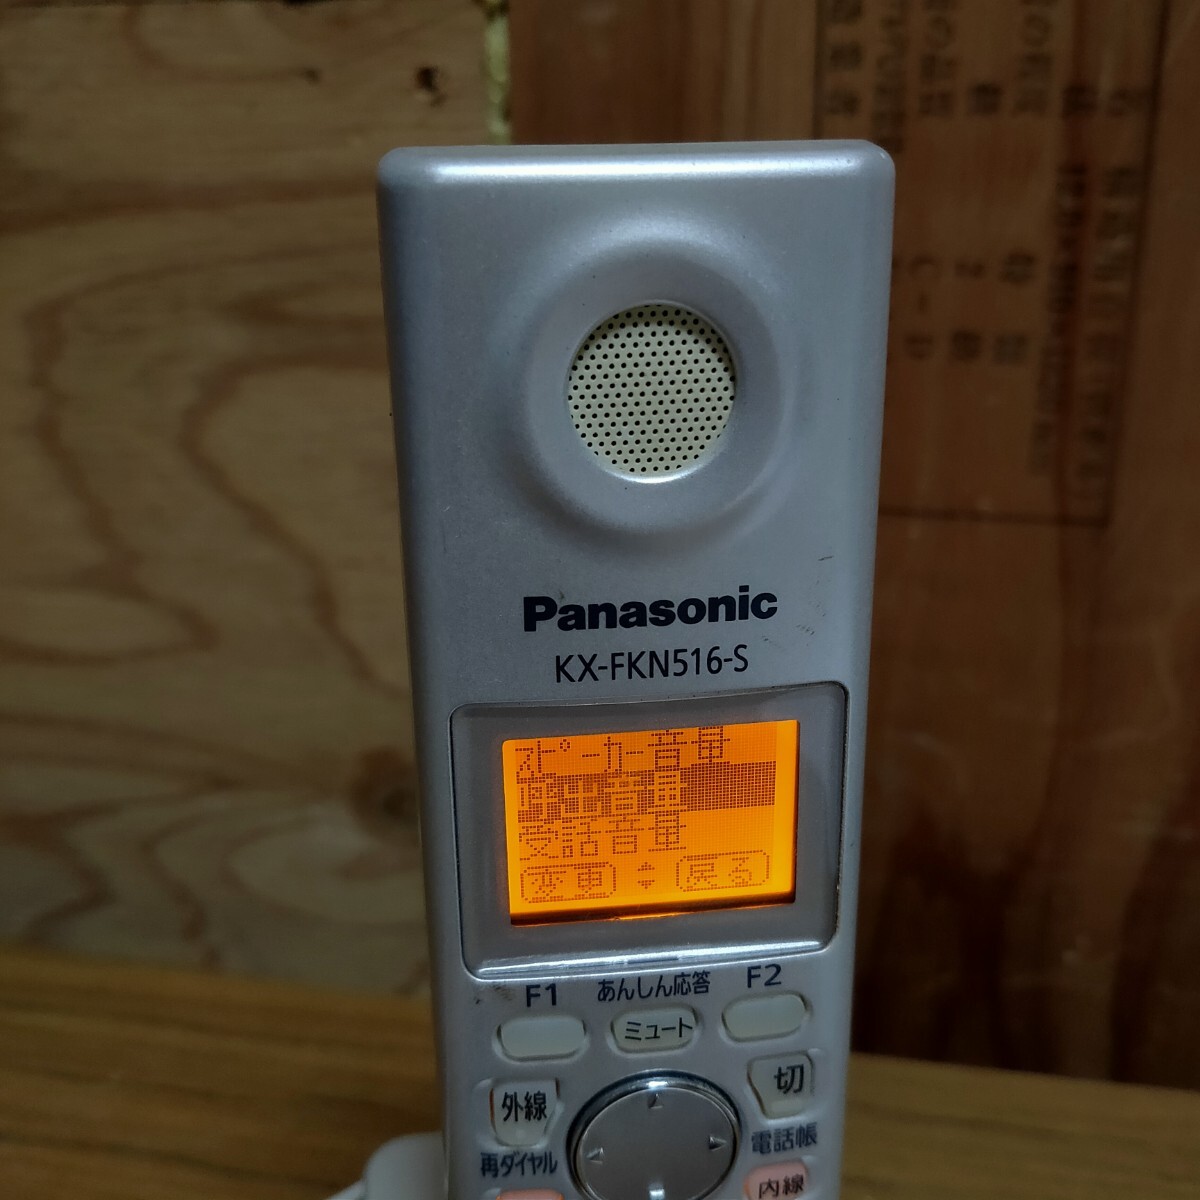 Panasonic
KX-FKN516-S
スピーカー音量
呼出音量
受話音量
変更 戻る
F1 あんしん応答 F2
ミュート
外線 切
再ダイヤル 電話帳
内線